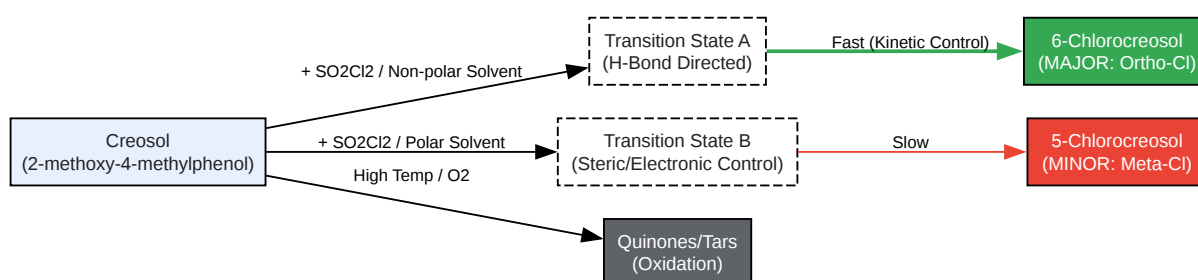 Creosol
(2-methoxy-4-methylphenol)
+ SO2Cl2 / Non-polar Solvent
Transition State A
(H-Bond Directed)
Fast (Kinetic Control)
6-Chlorocreosol
(MAJOR: Ortho-Cl)
+ SO2Cl2 / Polar Solvent
Transition State B
(Steric/Electronic Control)
Slow
5-Chlorocreosol
(MINOR: Meta-Cl)
High Temp / O2
Quinones/Tars
(Oxidation)